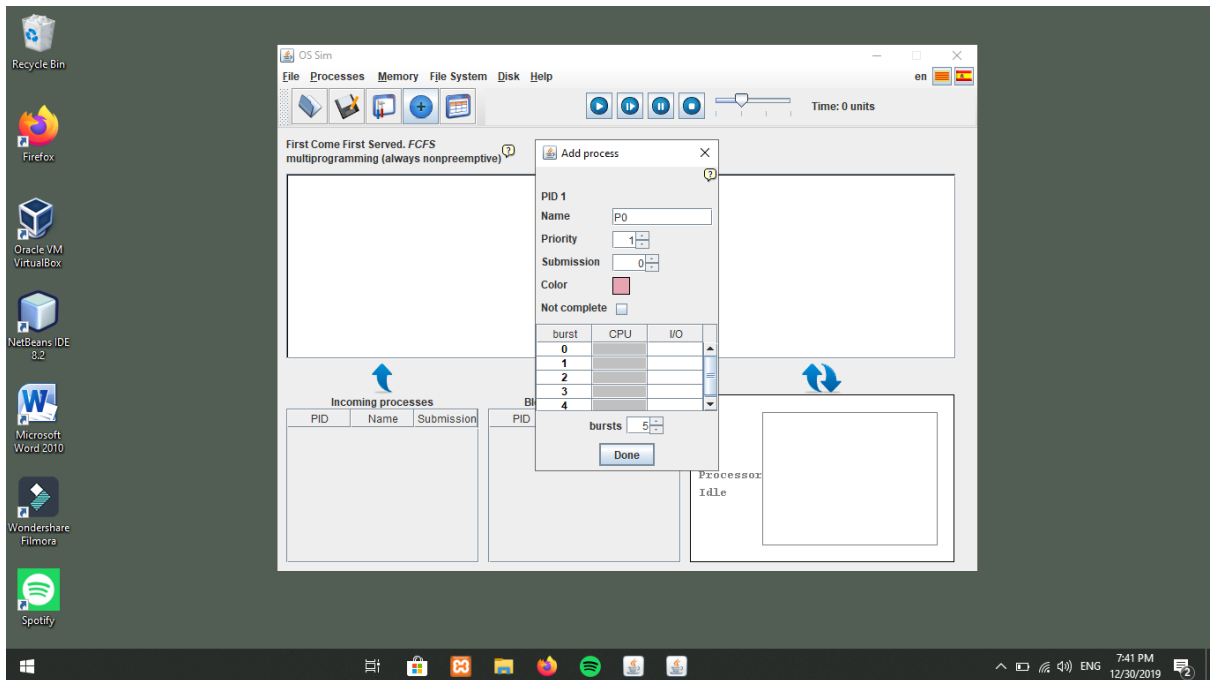 Recycle Bin
Firefox
Oracle VM
VirtualBox
NetBeans IDE
8.2
Microsoft
Word 2010
Wondershare
Filmora
Spotify
OS Sim
File Processes Memory File System Disk Help
en
Time: 0 units
First Come First Served. FCFS
multiprogramming (always nonpreemptive)
?
Add process
?
PID 1
Name P0
Priority 1
Submission 0
Color
Not complete
burst CPU I/O
0
1
2
3
4
bursts 5
Done
Incoming processes
PID Name Submission
Bl
PID
Processor
Idle
ENG
7:41 PM
12/30/2019
2